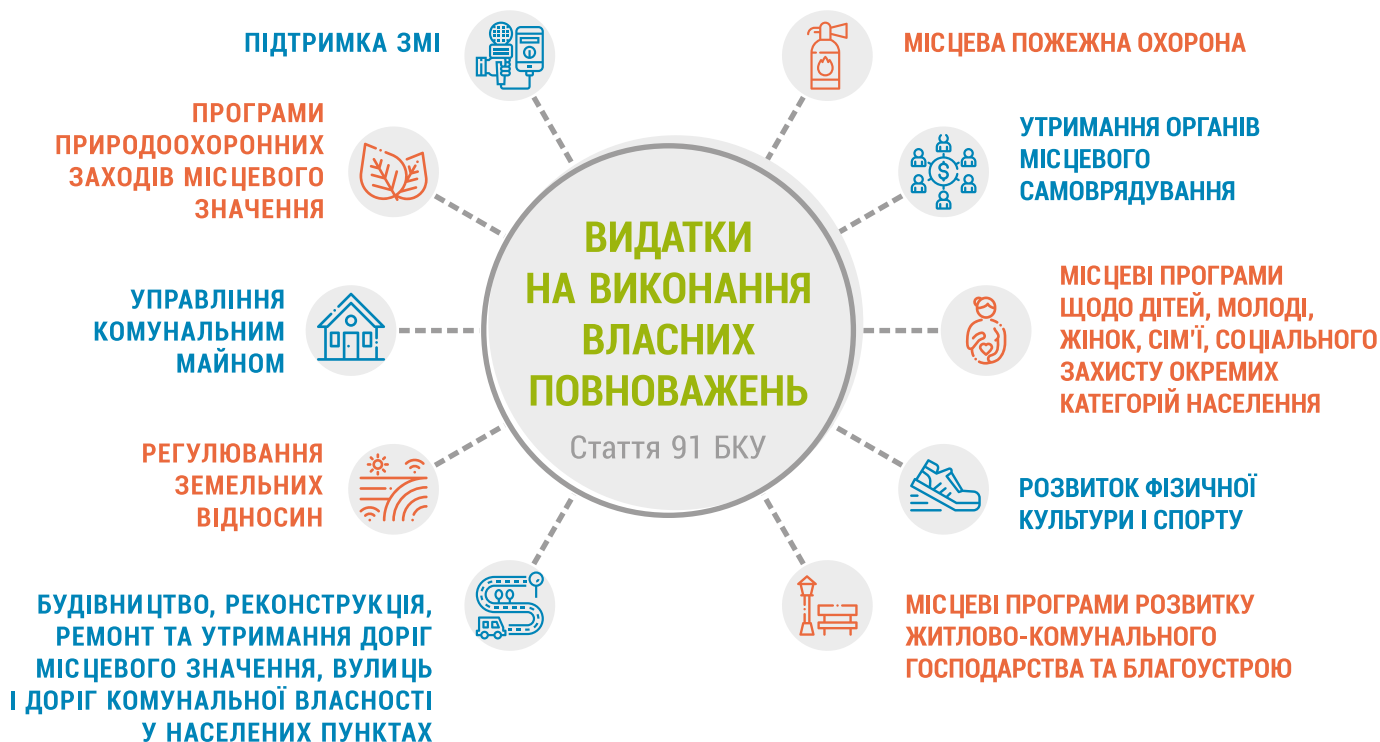 ПІДТРИМКА ЗМІ
ПРОГРАМИ
ПРИРОДООХОРОННИХ
ЗАХОДІВ МІСЦЕВОГО
ЗНАЧЕННЯ
УПРАВЛІННЯ
КОМУНАЛЬНИМ
МАЙНОМ
РЕГУЛЮВАННЯ
ЗЕМЕЛЬНИХ
ВІДНОСИН
БУДІВНИЦТВО, РЕКОНСТРУКЦІЯ,
РЕМОНТ ТА УТРИМАННЯ ДОРІГ
МІСЦЕВОГО ЗНАЧЕННЯ, ВУЛИЦЬ
І ДОРІГ КОМУНАЛЬНОЇ ВЛАСНОСТІ
У НАСЕЛЕНИХ ПУНКТАХ
ВИДАТКИ
НА ВИКОНАННЯ
ВЛАСНИХ
ПОВНОВАЖЕНЬ
Стаття 91 БКУ
МІСЦЕВА ПОЖЕЖНА ОХОРОНА
УТРИМАННЯ ОРГАНІВ
МІСЦЕВОГО
САМОВРЯДУВАННЯ
$
МІСЦЕВІ ПРОГРАМИ
ЩОДО ДІТЕЙ, МОЛОДІ,
ЖІНОК, СІМ'Ї, СОЦІАЛЬНОГО
ЗАХИСТУ ОКРЕМИХ
КАТЕГОРІЙ НАСЕЛЕННЯ
РОЗВИТОК ФІЗИЧНОЇ
КУЛЬТУРИ І СПОРТУ
МІСЦЕВІ ПРОГРАМИ РОЗВИТКУ
ЖИТЛОВО-КОМУНАЛЬНОГО
ГОСПОДАРСТВА ТА БЛАГОУСТРОЮ